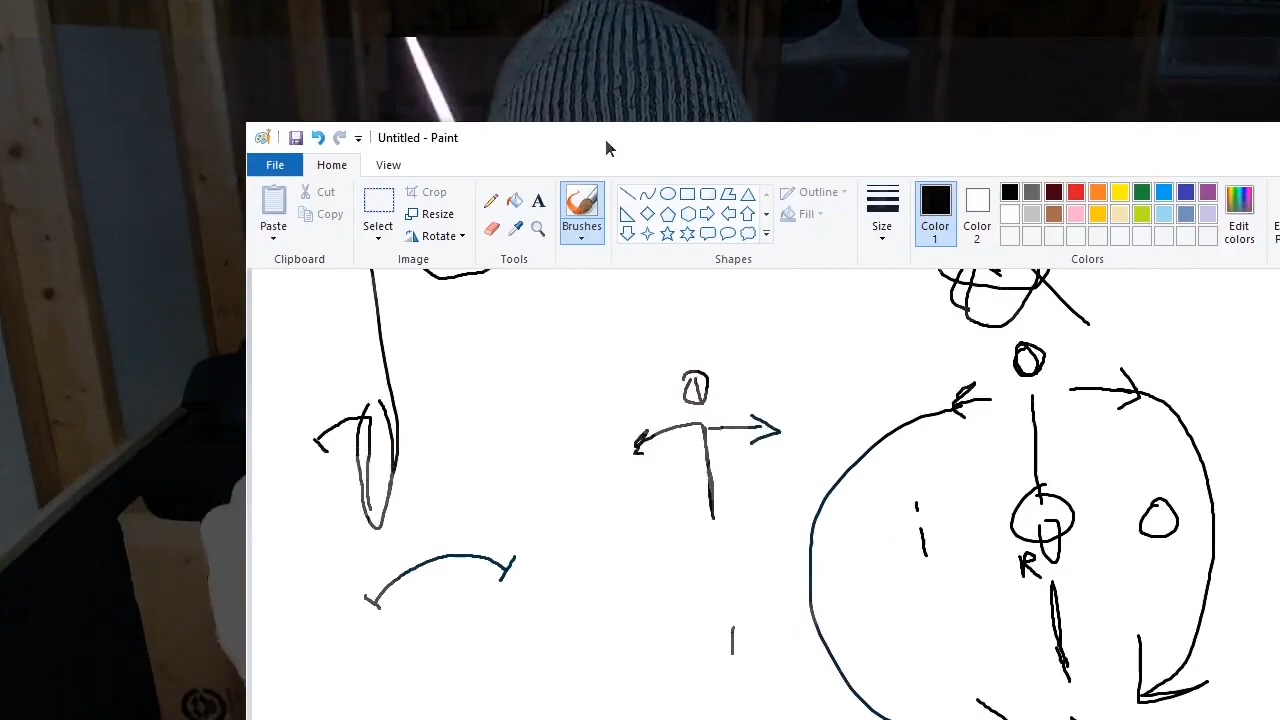 Untitled - Paint
File Home View
Cut
Copy
Paste
Clipboard
Select
Crop
Resize
Rotate
Image
A
Tools
Brushes
Outline
Fill
Shapes
Size
Color 1
Color 2
Edit colors
Colors
R